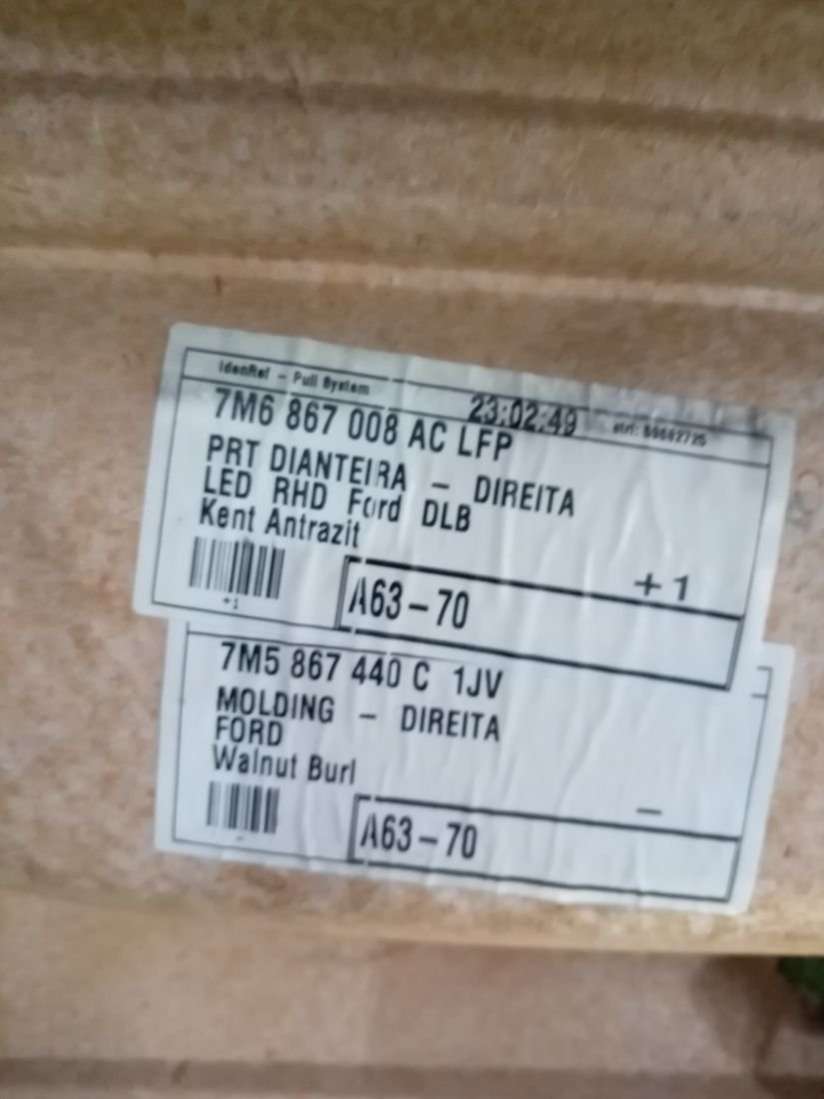 IdenRef - Pull System
23:02:49
7M6 867 008 AC LFP
PRT DIANTEIRA - DIREITA
LED RHD Ford DLB
Kent Antrazit
+1
+1
A63-70
7M5 867 440 C 1JV
MOLDING - DIREITA
FORD
Walnut Burl
-
-
A63-70